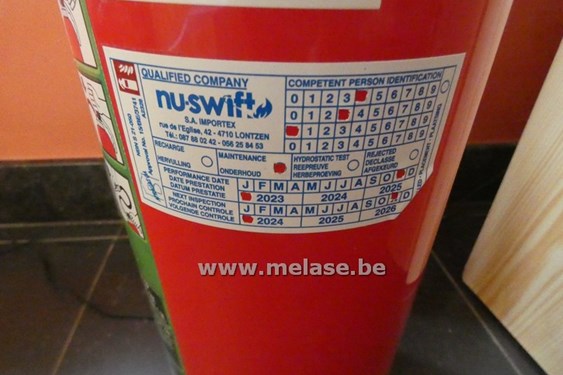 QUALIFIED COMPANY
COMPETENT PERSON IDENTIFICATION
nu-swift
S.A. IMPORTEX
rue de l'Eglise, 42 - 4710 LONTZEN
Tél.: 087 88 02 42 - 056 25 84 53
0 1 2 3 5 6 7 8 9
0 1 2 3 5 6 7 8 9
1 2 3 4 5 6 7 8 9
0 1 2 3 4 5 6 7 8 9
RECHARGE
HERVULLING
MAINTENANCE
ONDERHOUD
HYDROSTATIC TEST
REEPREUVE
HERBEPROEVING
REJECTED
DECLASSE
AFGEKEURD
PERFORMANCE DATE
DATE PRESTATION
DATUM PRESTATIE
J F M A M J J A S O D
2023 2024 2025
NEXT INSPECTION
PROCHAIN CONTROLE
VOLGENDE CONTROLE
J F M A M J J A S O D
2024 2025 2026
www.melase.be